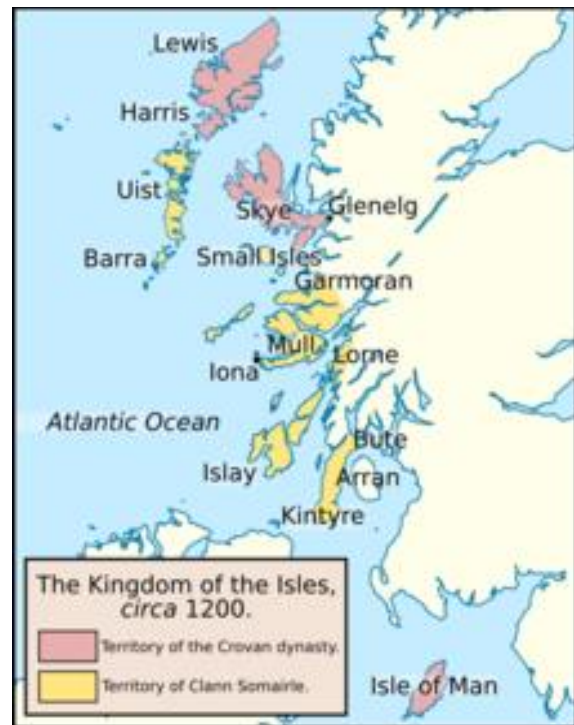 Lewis
Harris
Uist
Skye
Glenelg
Barra
Small Isles
Garmoran
Mull
Lorne
Iona
Atlantic Ocean
Bute
Islay
Arran
Kintyre
The Kingdom of the Isles,
circa 1200.
Territory of the Crovan dynasty.
Territory of Clann Somairle.
Isle of Man